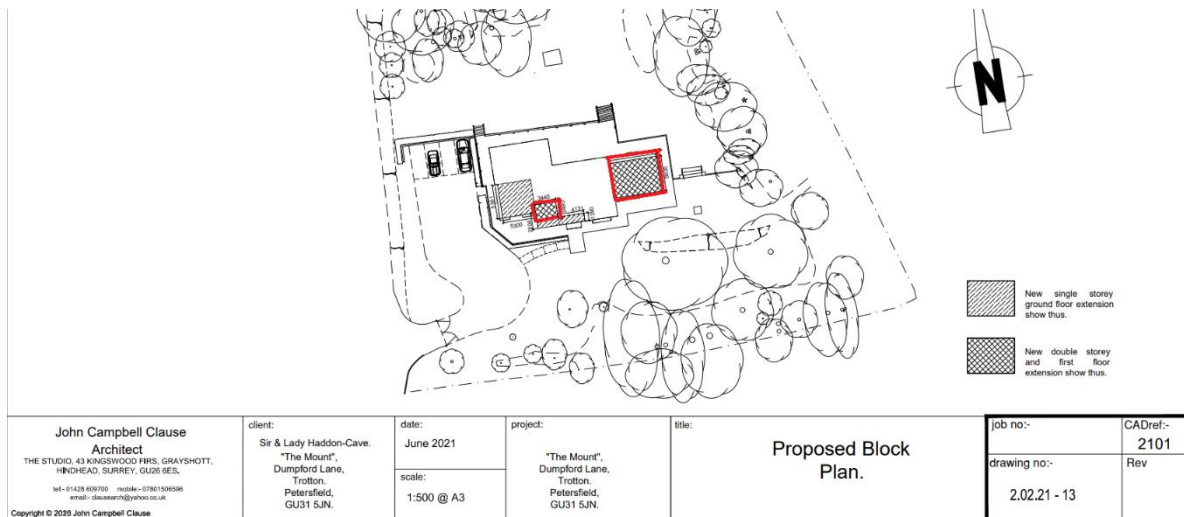 N
3440
4721
5300
New single storey
ground floor extension
show thus.
New double storey
and first floor
extension show thus.
John Campbell Clause
Architect
THE STUDIO, 43 KINGSWOOD FIRS, GRAYSHOTT,
HINDHEAD, SURREY, GU26 6ES.
tel:- 01428 609700 mobile:- 07801506596
email:- clausearch@yahoo.co.uk
Copyright © 2020 John Campbell Clause
client:
Sir & Lady Haddon-Cave.
"The Mount",
Dumpford Lane,
Trotton.
Petersfield,
GU31 5JN.
date:
June 2021
scale:
1:500 @ A3
project:
"The Mount",
Dumpford Lane,
Trotton.
Petersfield,
GU31 5JN.
title:
Proposed Block
Plan.
job no:-
CADref:-
2101
drawing no:-
2.02.21 - 13
Rev